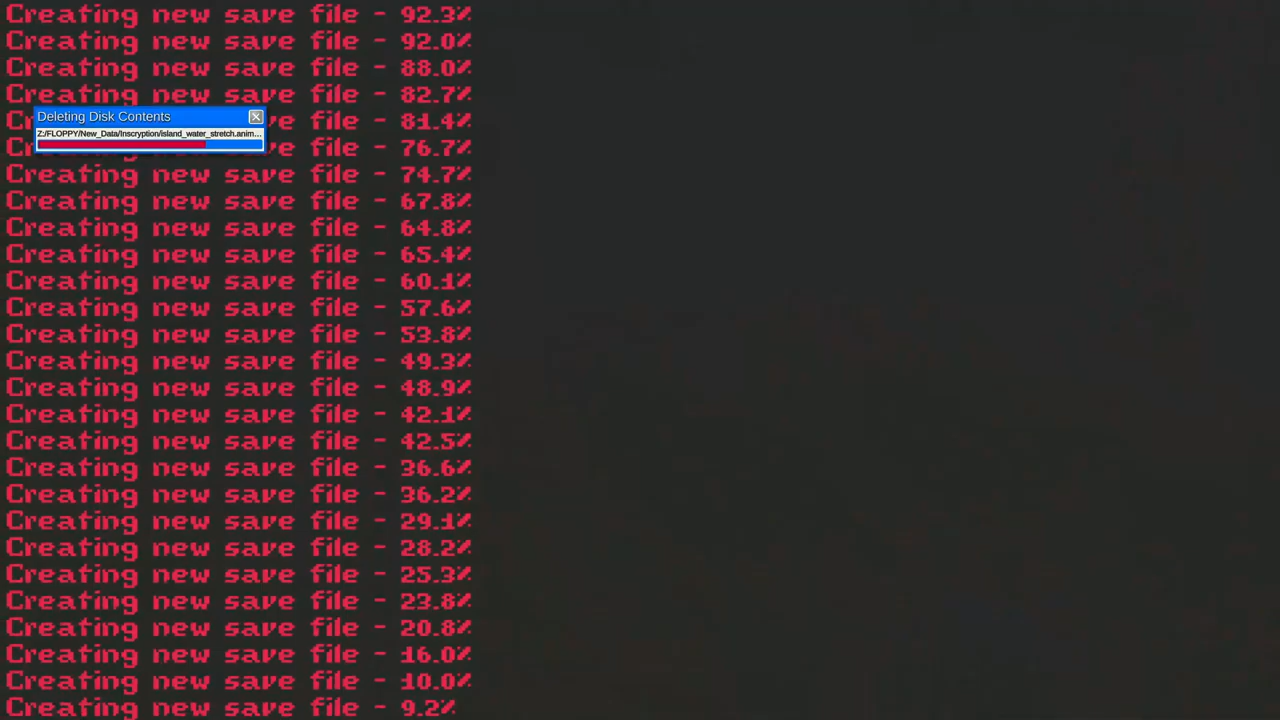 Creating new save file - 92.3%
Creating new save file - 92.0%
Creating new save file - 88.0%
Creating new save file - 82.7%
Deleting Disk Contents
Cr file - 81.4%
Z:/FLOPPY/New_Data/Inscryption/island_water_stretch.anim...
file - 76.7%
Creating new save file - 74.7%
Creating new save file - 67.8%
Creating new save file - 64.8%
Creating new save file - 65.4%
Creating new save file - 60.1%
Creating new save file - 57.6%
Creating new save file - 53.8%
Creating new save file - 49.3%
Creating new save file - 48.9%
Creating new save file - 42.1%
Creating new save file - 42.5%
Creating new save file - 36.6%
Creating new save file - 36.2%
Creating new save file - 29.1%
Creating new save file - 28.2%
Creating new save file - 25.3%
Creating new save file - 23.8%
Creating new save file - 20.8%
Creating new save file - 16.0%
Creating new save file - 10.0%
Creating new save file - 9.2%